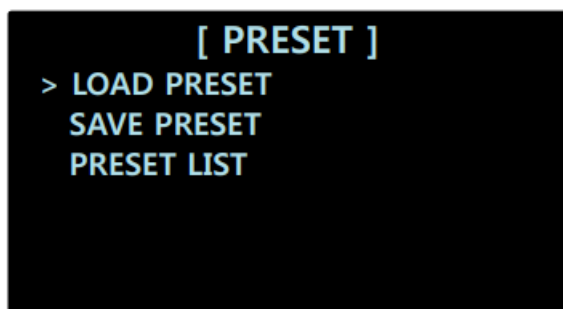 [ PRESET ]
> LOAD PRESET
SAVE PRESET
PRESET LIST